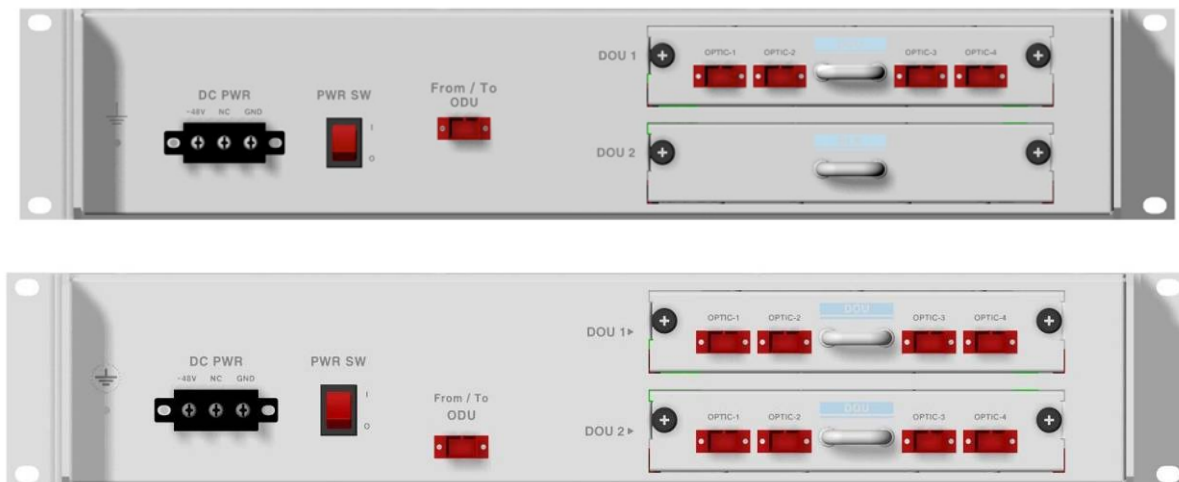 DOU 1
OPTIC-1 OPTIC-2 OPTIC-3 OPTIC-4
From / To
ODU
DC PWR
PWR SW
-48V NC GND
I
O
DOU 2
DOU
DOU 1▶
OPTIC-1 OPTIC-2 OPTIC-3 OPTIC-4
DC PWR
PWR SW
-48V NC GND
I
O
From / To
ODU
DOU
DOU 2▶
OPTIC-1 OPTIC-2 OPTIC-3 OPTIC-4